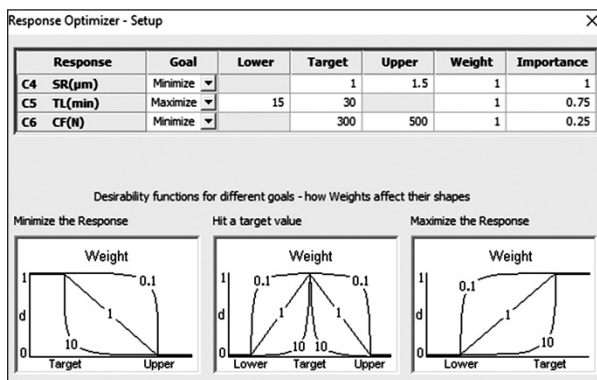 Response Optimizer - Setup
Response Goal Lower Target Upper Weight Importance
C4 SR(µm) Minimize 1 1.5 1 1
C5 TL(min) Maximize 15 30 1 0.75
C6 CF(N) Minimize 300 500 1 0.25
Desirability functions for different goals - how Weights affect their shapes
Minimize the Response Hit a target value Maximize the Response
Weight Weight Weight
1 0.1 1 0.1 0.1 1 0.1
d 1 d 1 1 d 1
0 10 0 10 10 0 10
Target Upper Lower Target Upper Lower Target